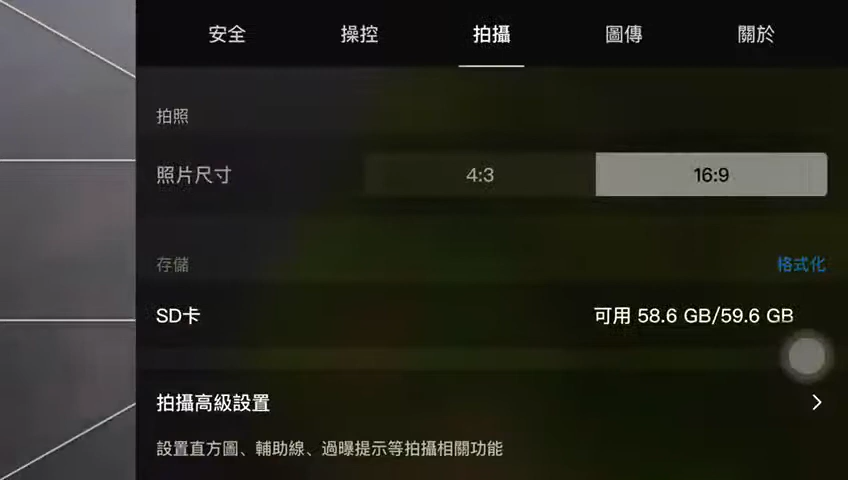 安全 操控 拍攝 圖傳 關於
拍照
照片尺寸 4:3 16:9
存儲 格式化
SD卡 可用 58.6 GB/59.6 GB
拍攝高級設置
設置直方圖、輔助線、過曝提示等拍攝相關功能